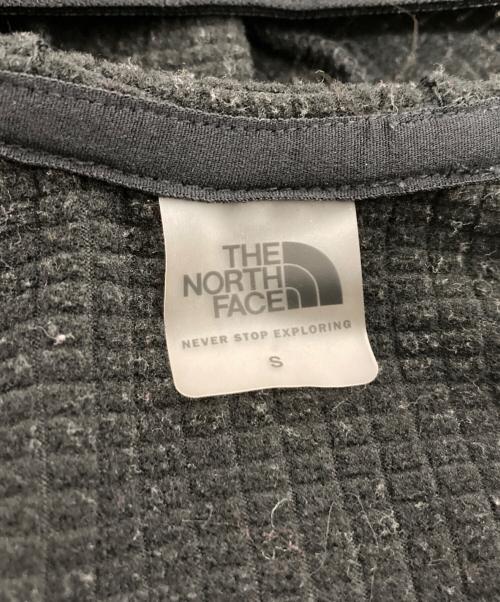 THE
NORTH
FACE
NEVER STOP EXPLORING
S